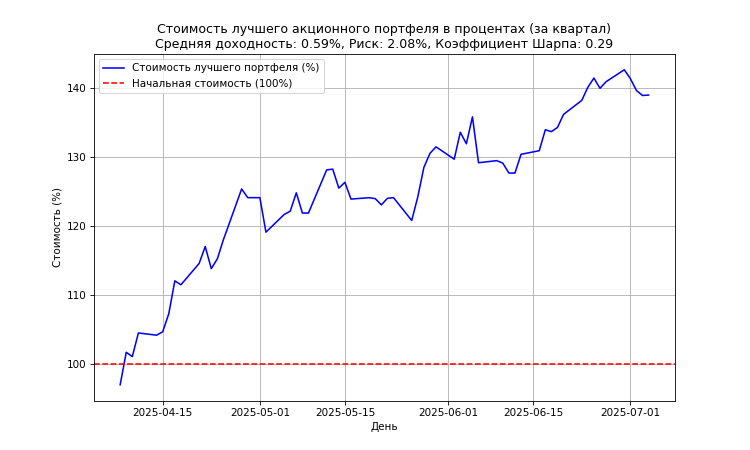 Стоимость лучшего акционного портфеля в процентах (за квартал)
Средняя доходность: 0.59%, Риск: 2.08%, Коэффициент Шарпа: 0.29
Стоимость лучшего портфеля (%)
Начальная стоимость (100%)
Стоимость (%)
140
130
120
110
100
2025-04-15
2025-05-01
2025-05-15
2025-06-01
2025-06-15
2025-07-01
День